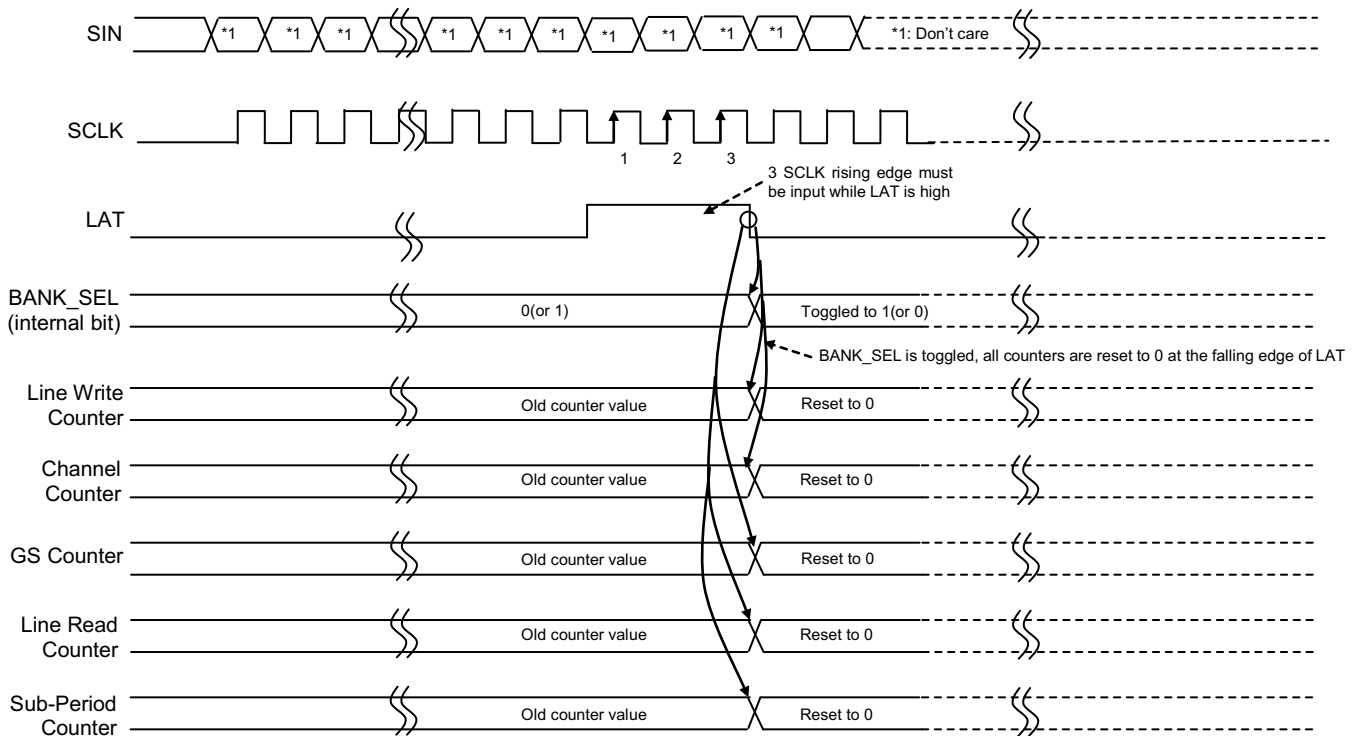 SIN
*1
*1
*1
*1
*1
*1
*1
*1
*1
*1
*1: Don't care
SCLK
1
2
3
3 SCLK rising edge must
be input while LAT is high
LAT
BANK_SEL
(internal bit)
0(or 1)
Toggled to 1(or 0)
BANK_SEL is toggled, all counters are reset to 0 at the falling edge of LAT
Line Write
Counter
Old counter value
Reset to 0
Channel
Counter
Old counter value
Reset to 0
GS Counter
Old counter value
Reset to 0
Line Read
Counter
Old counter value
Reset to 0
Sub-Period
Counter
Old counter value
Reset to 0